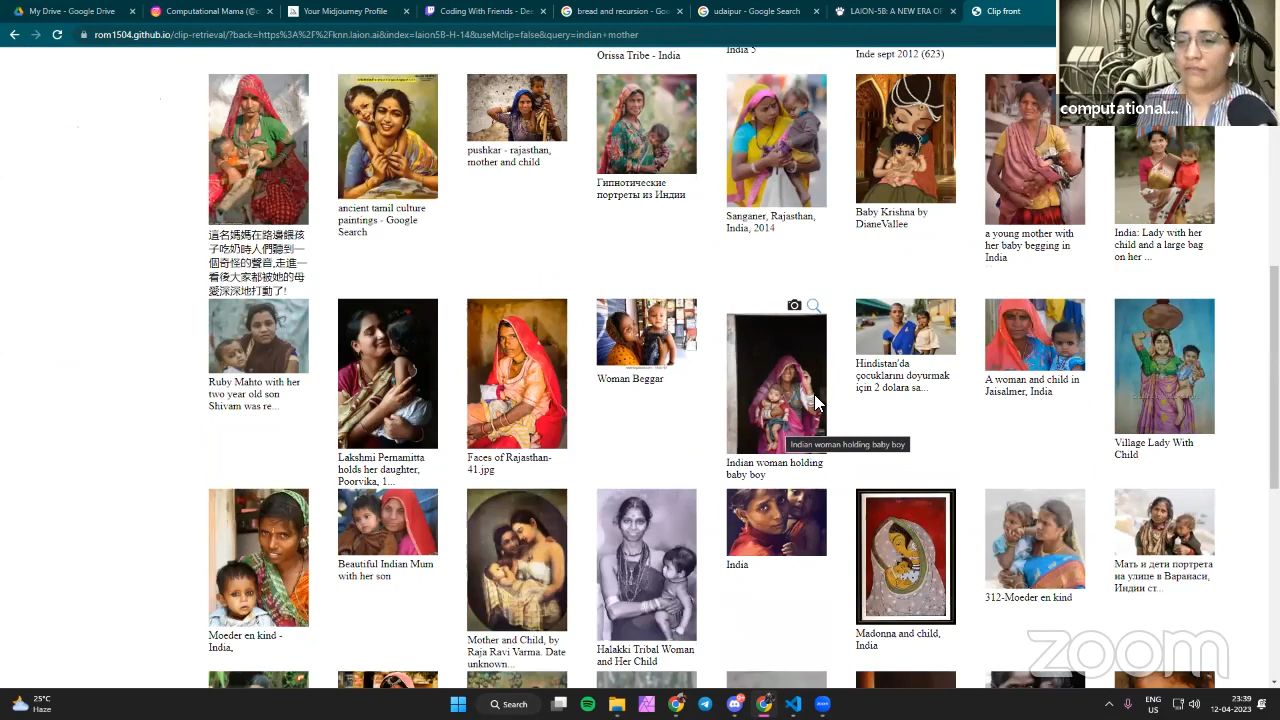 My Drive - Google Drive
Computational Mama (@c
Your Midjourney Profile
Coding With Friends - De
bread and recursion - Goo
udaipur - Google Search
LAION-5B: A NEW ERA OF
Clip front
rom1504.github.io/clip-retrieval/?back=https%3A%2F%2Fknn.laion.ai&index=laion5B-H-14&useMclip=false&query=indian+mother
computational...
Orissa Tribe - India
India 5
Inde sept 2012 (623)
這名媽媽在路邊餵孩
子吃奶時人們聽到一
個奇怪的聲音,走進一
看後大家都被她的母
愛深深地打動了!
ancient tamil culture
paintings - Google
Search
pushkar - rajasthan,
mother and child
Гипнотические
портреты из Индии
Sanganer, Rajasthan,
India, 2014
Baby Krishna by
DianeVallee
a young mother with
her baby begging in
India
India: Lady with her
child and a large bag
on her ...
Ruby Mahto with her
two year old son
Shivam was re...
Lakshmi Pernamitta
holds her daughter,
Poorvika, 1...
Faces of Rajasthan-
41.jpg
Woman Beggar
Indian woman holding baby boy
Indian woman holding
baby boy
Hindistan'da
çocuklarını doyurmak
için 2 dolara sa...
A woman and child in
Jaisalmer, India
Village Lady With
Child
Moeder en kind -
India,
Beautiful Indian Mum
with her son
Mother and Child, by
Raja Ravi Varma. Date
unknown...
Halakki Tribal Woman
and Her Child
India
Madonna and child,
India
312-Moeder en kind
Мать и дети портрета
на улице в Варанаси,
Индии ст...
zoom
25°C
Haze
Search
ENG
US
23:39
12-04-2023